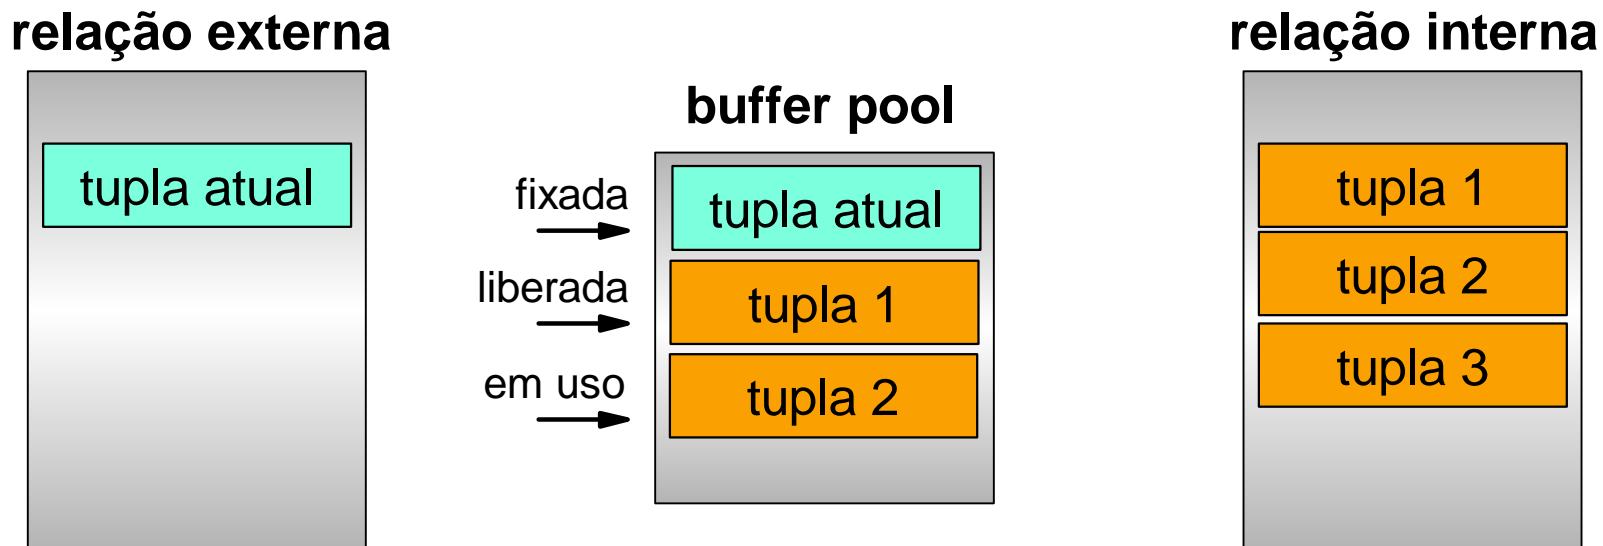 relação externa
tupla atual
buffer pool
fixada
tupla atual
liberada
tupla 1
em uso
tupla 2
relação interna
tupla 1
tupla 2
tupla 3